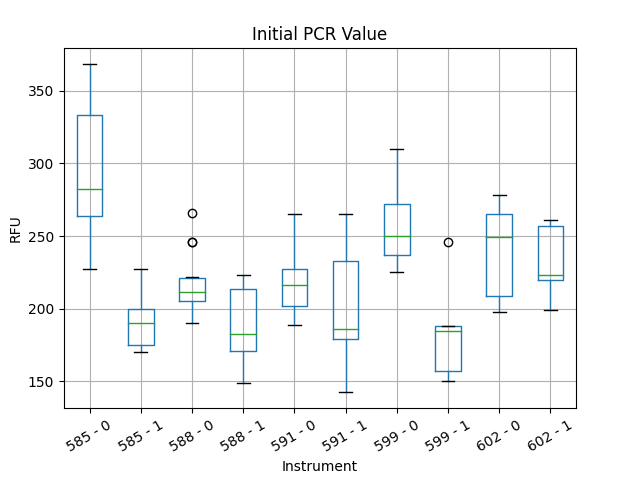 Initial PCR Value
RFU
350
300
250
200
150
585 - 0
585 - 1
588 - 0
588 - 1
591 - 0
591 - 1
599 - 0
599 - 1
602 - 0
602 - 1
Instrument